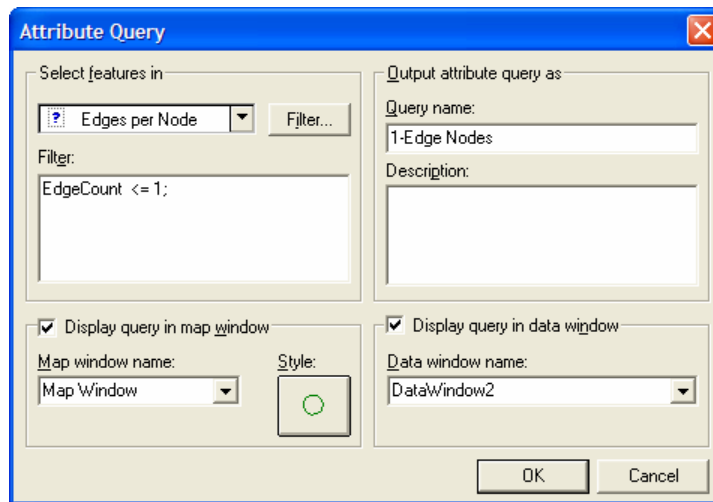 Attribute Query
Select features in
? Edges per Node
Filter...
Filter:
EdgeCount <= 1;
Output attribute query as
Query name:
1-Edge Nodes
Description:
Display query in map window
Map window name:
Map Window
Style:
Display query in data window
Data window name:
DataWindow2
OK
Cancel